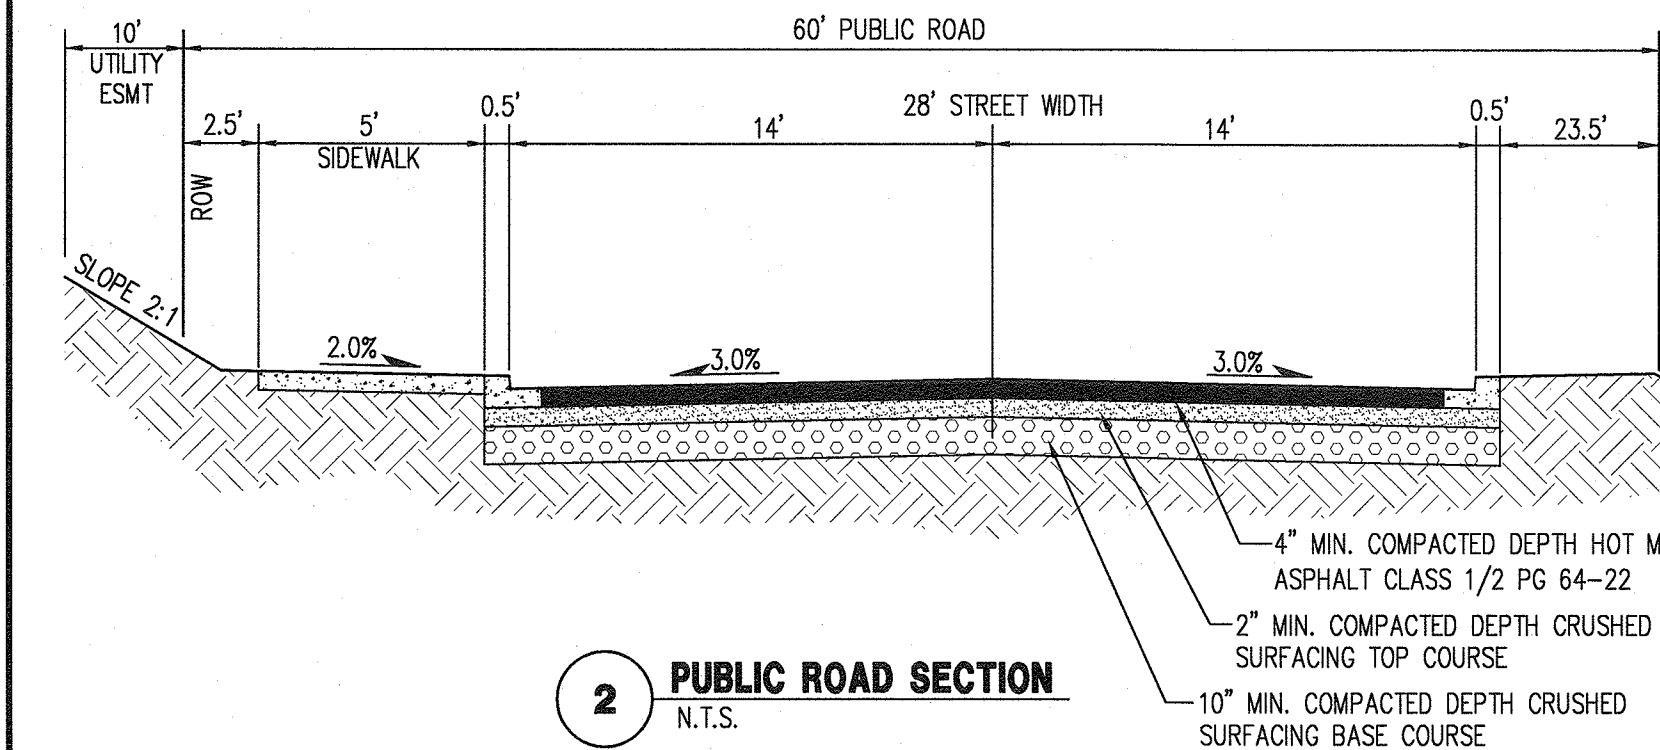 10'
UTILITY
ESMT
60' PUBLIC ROAD
28' STREET WIDTH
2.5'
5'
SIDEWALK
0.5'
14'
14'
0.5'
23.5'
ROW
SLOPE 2:1
2.0%
3.0%
3.0%
4" MIN. COMPACTED DEPTH HOT M
ASPHALT CLASS 1/2 PG 64-22
2" MIN. COMPACTED DEPTH CRUSHED
SURFACING TOP COURSE
10" MIN. COMPACTED DEPTH CRUSHED
SURFACING BASE COURSE
2
PUBLIC ROAD SECTION
N.T.S.